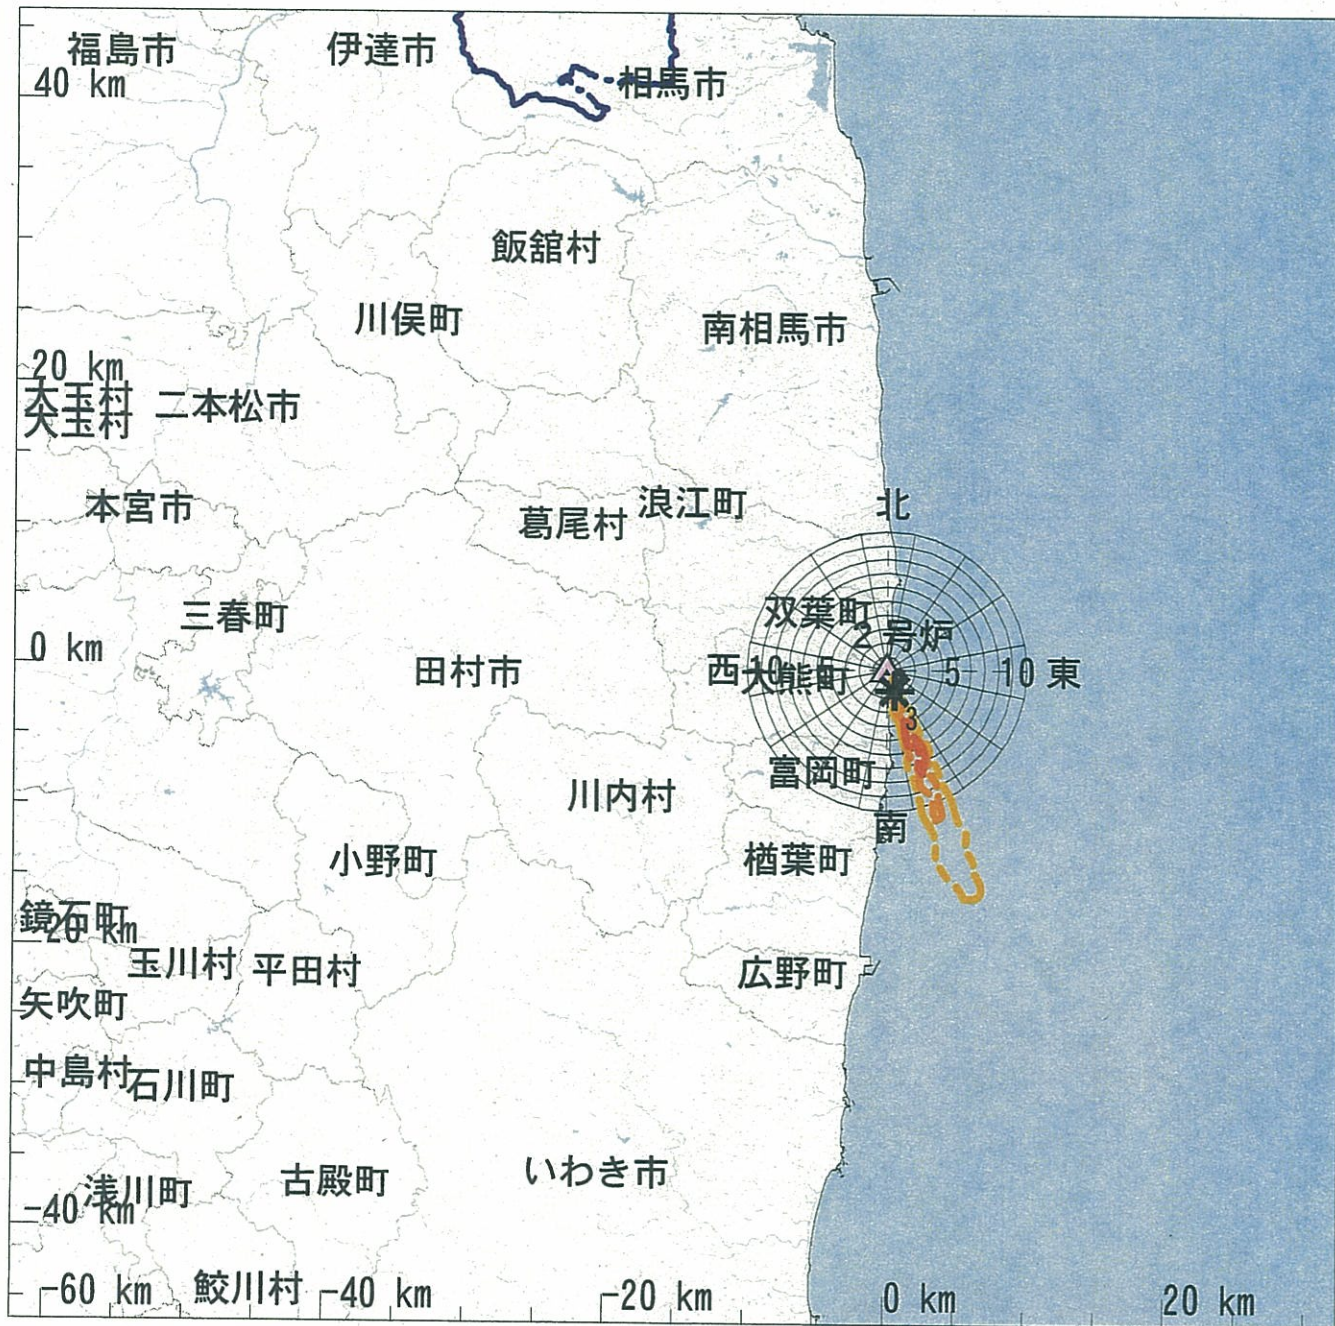 福島市
伊達市
40 km
相馬市
飯舘村
川俣町
南相馬市
20 km
大玉村
大玉村
二本松市
本宮市
葛尾村
浪江町
北
三春町
双葉町
2号炉
0 km
田村市
西
10
5
大熊町
5
10
東
3
富岡町
川内村
南
小野町
楢葉町
鏡石町
-20 km
玉川村
平田村
広野町
矢吹町
中島村
石川町
いわき市
浅川町
古殿町
-40 km
-60 km
鮫川村
-40 km
-20 km
0 km
20 km